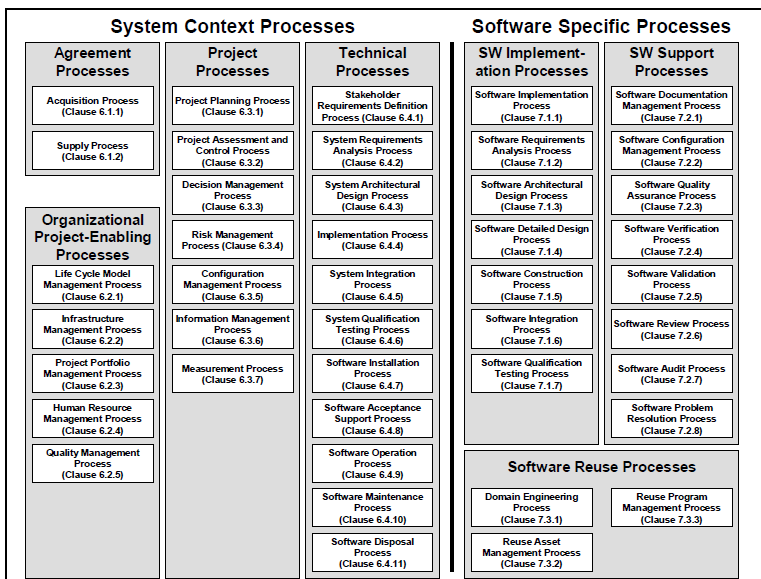 System Context Processes
Agreement
Processes
Acquisition Process
(Clause 6.1.1)
Supply Process
(Clause 6.1.2)
Organizational
Project-Enabling
Processes
Life Cycle Model
Management Process
(Clause 6.2.1)
Infrastructure
Management Process
(Clause 6.2.2)
Project Portfolio
Management Process
(Clause 6.2.3)
Human Resource
Management Process
(Clause 6.2.4)
Quality Management
Process
(Clause 6.2.5)
Project
Processes
Project Planning Process
(Clause 6.3.1)
Project Assessment and
Control Process
(Clause 6.3.2)
Decision Management
Process
(Clause 6.3.3)
Risk Management
Process (Clause 6.3.4)
Configuration
Management Process
(Clause 6.3.5)
Information Management
Process
(Clause 6.3.6)
Measurement Process
(Clause 6.3.7)
Technical
Processes
Stakeholder
Requirements Definition
Process (Clause 6.4.1)
System Requirements
Analysis Process
(Clause 6.4.2)
System Architectural
Design Process
(Clause 6.4.3)
Implementation Process
(Clause 6.4.4)
System Integration
Process
(Clause 6.4.5)
System Qualification
Testing Process
(Clause 6.4.6)
Software Installation
Process
(Clause 6.4.7)
Software Acceptance
Support Process
(Clause 6.4.8)
Software Operation
Process
(Clause 6.4.9)
Software Maintenance
Process
(Clause 6.4.10)
Software Disposal
Process
(Clause 6.4.11)
Software Specific Processes
SW Implement-
ation Processes
Software Implementation
Process
(Clause 7.1.1)
Software Requirements
Analysis Process
(Clause 7.1.2)
Software Architectural
Design Process
(Clause 7.1.3)
Software Detailed Design
Process
(Clause 7.1.4)
Software Construction
Process
(Clause 7.1.5)
Software Integration
Process
(Clause 7.1.6)
Software Qualification
Testing Process
(Clause 7.1.7)
SW Support
Processes
Software Documentation
Management Process
(Clause 7.2.1)
Software Configuration
Management Process
(Clause 7.2.2)
Software Quality
Assurance Process
(Clause 7.2.3)
Software Verification
Process
(Clause 7.2.4)
Software Validation
Process
(Clause 7.2.5)
Software Review Process
(Clause 7.2.6)
Software Audit Process
(Clause 7.2.7)
Software Problem
Resolution Process
(Clause 7.2.8)
Software Reuse Processes
Domain Engineering
Process
(Clause 7.3.1)
Reuse Program
Management Process
(Clause 7.3.3)
Reuse Asset
Management Process
(Clause 7.3.2)